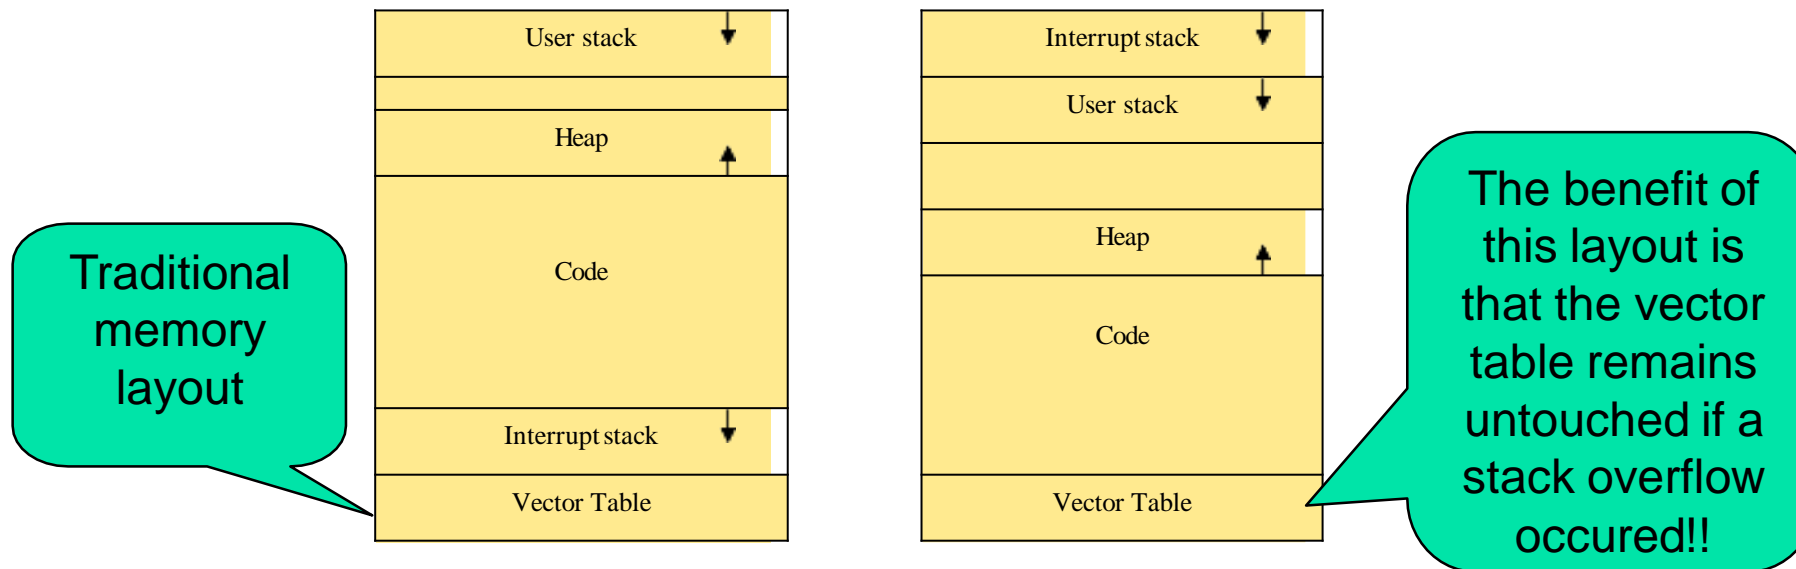 User stack
Heap
Code
Interrupt stack
Vector Table
Traditional
memory
layout
Interrupt stack
User stack
Heap
Code
Vector Table
The benefit of
this layout is
that the vector
table remains
untouched if a
stack overflow
occured!!